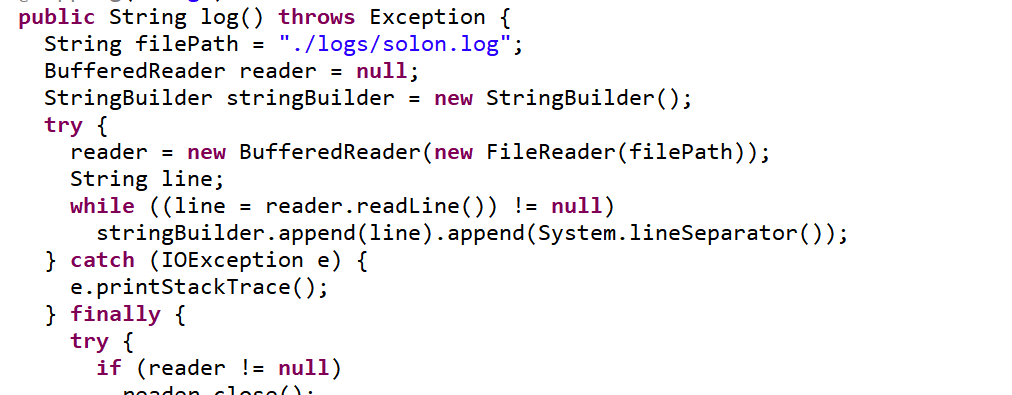 public String log() throws Exception {
String filePath = "./logs/solon.log";
BufferedReader reader = null;
StringBuilder stringBuilder = new StringBuilder();
try {
reader = new BufferedReader(new FileReader(filePath));
String line;
while ((line = reader.readLine()) != null)
stringBuilder.append(line).append(System.lineSeparator());
} catch (IOException e) {
e.printStackTrace();
} finally {
try {
if (reader != null)
reader.close();